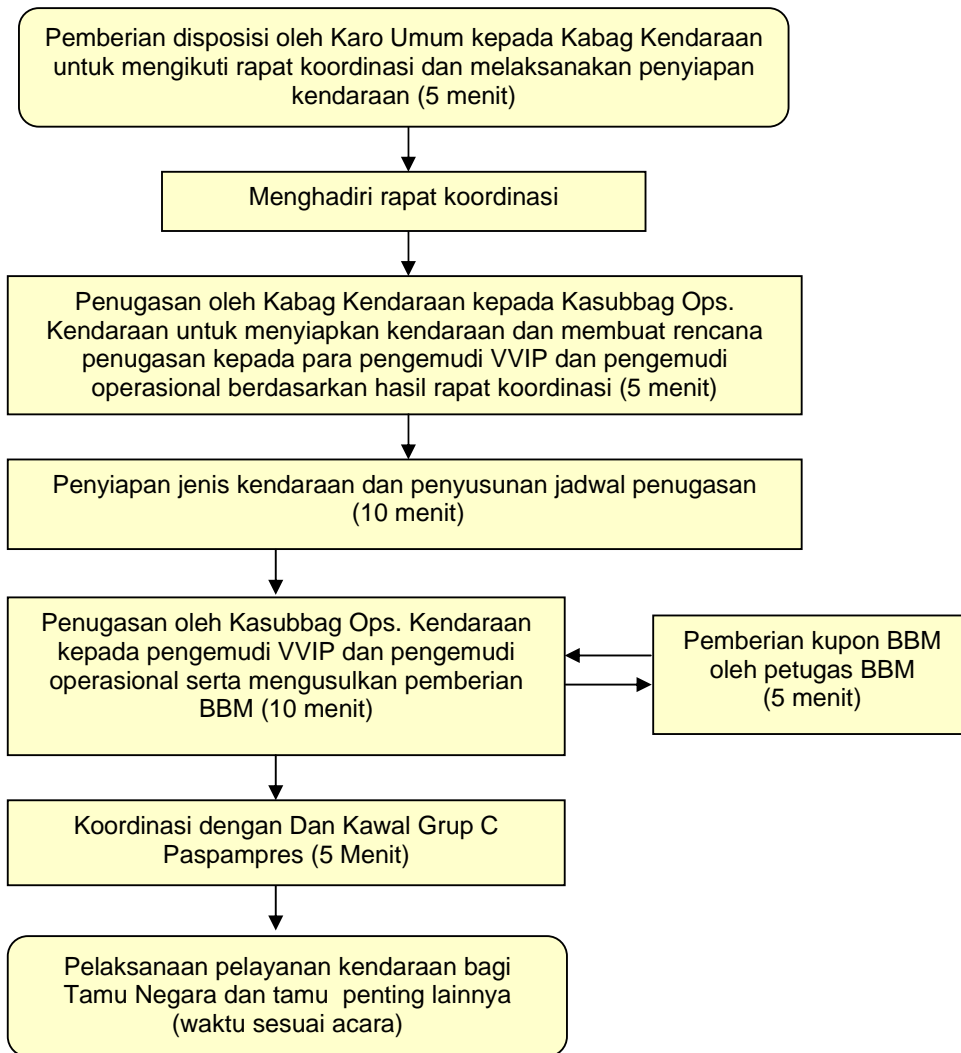 Pemberian disposisi oleh Karo Umum kepada Kabag Kendaraan
untuk mengikuti rapat koordinasi dan melaksanakan penyiapan
kendaraan (5 menit)
Menghadiri rapat koordinasi
Penugasan oleh Kabag Kendaraan kepada Kasubbag Ops.
Kendaraan untuk menyiapkan kendaraan dan membuat rencana
penugasan kepada para pengemudi VVIP dan pengemudi
operasional berdasarkan hasil rapat koordinasi (5 menit)
Penyiapan jenis kendaraan dan penyusunan jadwal penugasan
(10 menit)
Penugasan oleh Kasubbag Ops. Kendaraan
kepada pengemudi VVIP dan pengemudi
operasional serta mengusulkan pemberian
BBM (10 menit)
Pemberian kupon BBM
oleh petugas BBM
(5 menit)
Koordinasi dengan Dan Kawal Grup C
Paspampres (5 Menit)
Pelaksanaan pelayanan kendaraan bagi
Tamu Negara dan tamu  penting lainnya
(waktu sesuai acara)